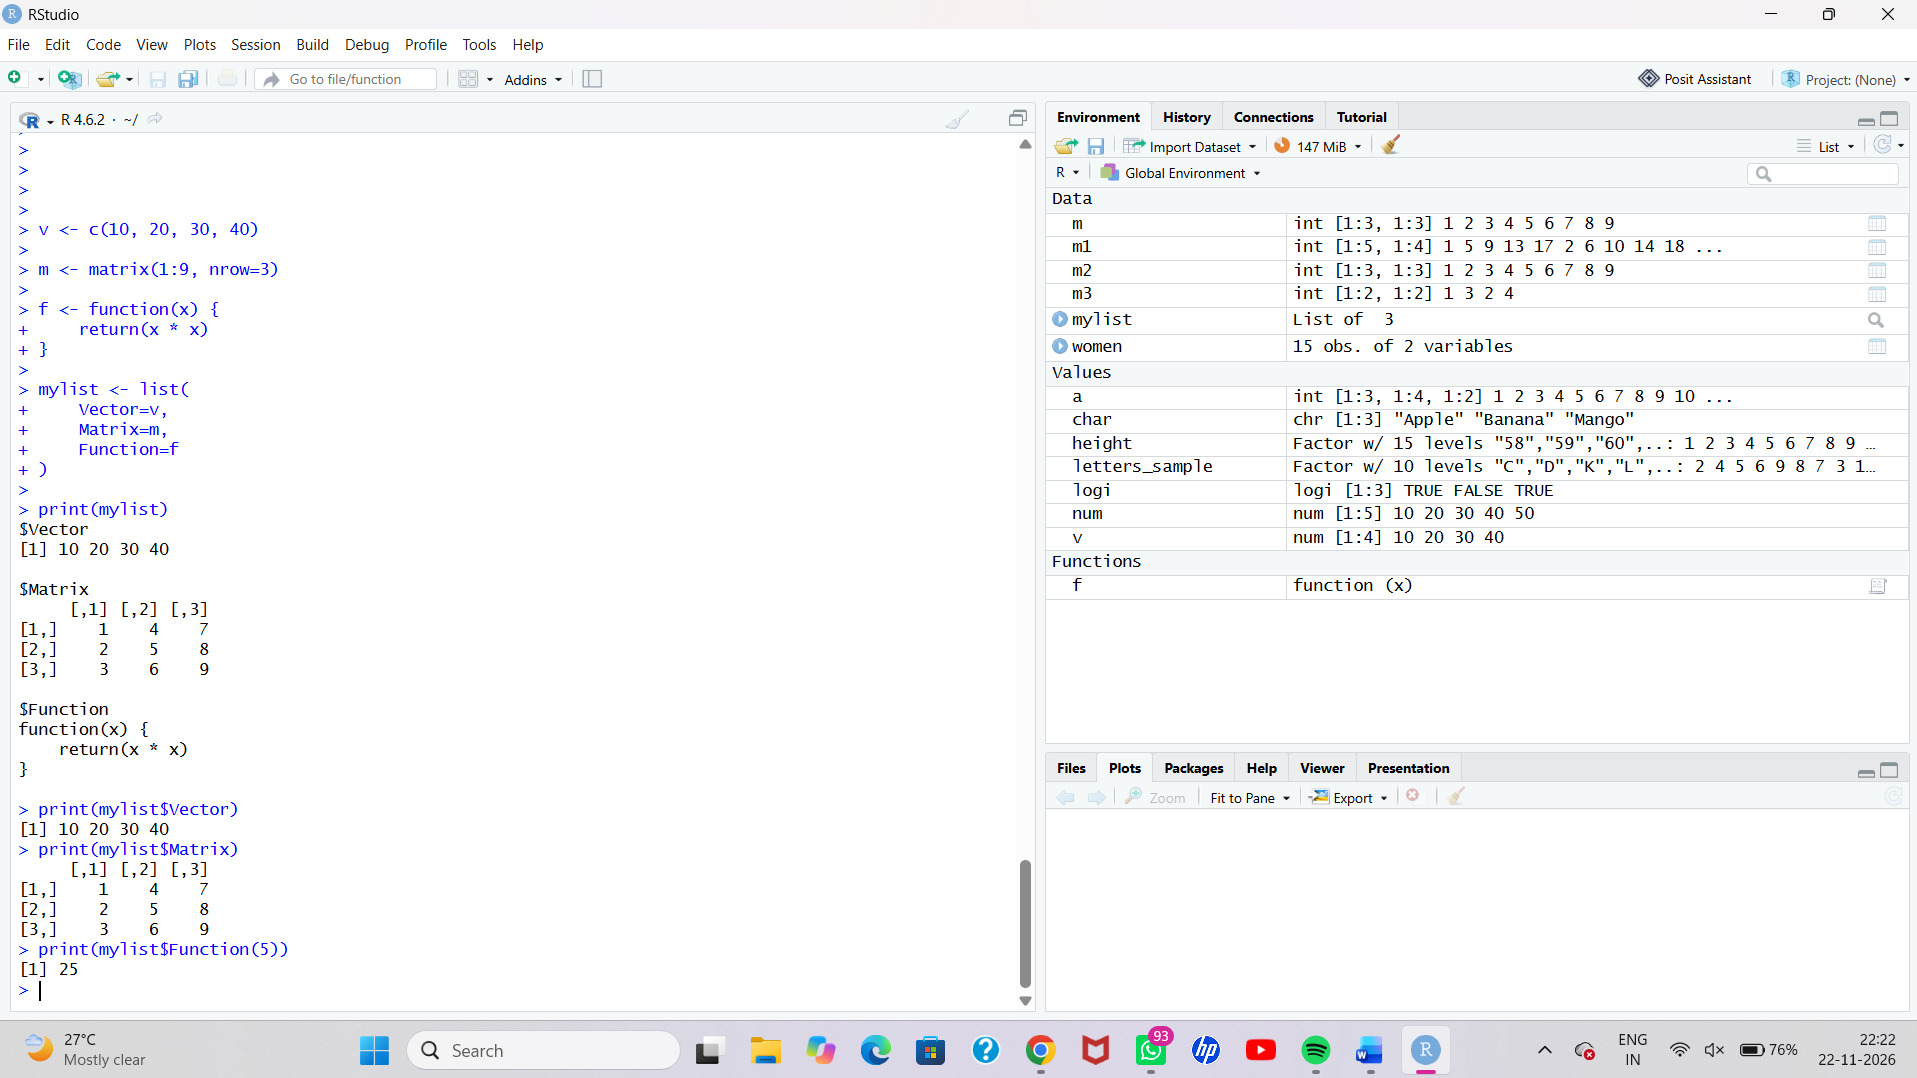 RStudio
File Edit Code View Plots Session Build Debug Profile Tools Help
Go to file/function Addins Posit Assistant Project: (None)
R 4.6.2 · ~/
>
>
>
>
> v <- c(10, 20, 30, 40)
>
> m <- matrix(1:9, nrow=3)
>
> f <- function(x) {
+     return(x * x)
+ }
>
> mylist <- list(
+     Vector=v,
+     Matrix=m,
+     Function=f
+ )
>
> print(mylist)
$Vector
[1] 10 20 30 40

$Matrix
     [,1] [,2] [,3]
[1,]    1    4    7
[2,]    2    5    8
[3,]    3    6    9

$Function
function(x) {
    return(x * x)
}

> print(mylist$Vector)
[1] 10 20 30 40
> print(mylist$Matrix)
     [,1] [,2] [,3]
[1,]    1    4    7
[2,]    2    5    8
[3,]    3    6    9
> print(mylist$Function(5))
[1] 25
>
Environment History Connections Tutorial
Import Dataset 147 MiB List
R Global Environment
Data
m int [1:3, 1:3] 1 2 3 4 5 6 7 8 9
m1 int [1:5, 1:4] 1 5 9 13 17 2 6 10 14 18 ...
m2 int [1:3, 1:3] 1 2 3 4 5 6 7 8 9
m3 int [1:2, 1:2] 1 3 2 4
mylist List of 3
women 15 obs. of 2 variables
Values
a int [1:3, 1:4, 1:2] 1 2 3 4 5 6 7 8 9 10 ...
char chr [1:3] "Apple" "Banana" "Mango"
height Factor w/ 15 levels "58","59","60",..: 1 2 3 4 5 6 7 8 9 …
letters_sample Factor w/ 10 levels "C","D","K","L",..: 2 4 5 6 9 8 7 3 1…
logi logi [1:3] TRUE FALSE TRUE
num num [1:5] 10 20 30 40 50
v num [1:4] 10 20 30 40
Functions
f function (x)
Files Plots Packages Help Viewer Presentation
Zoom Fit to Pane Export
27°C
Mostly clear
Search
93
hp
ENG
IN
76%
22:22
22-11-2026